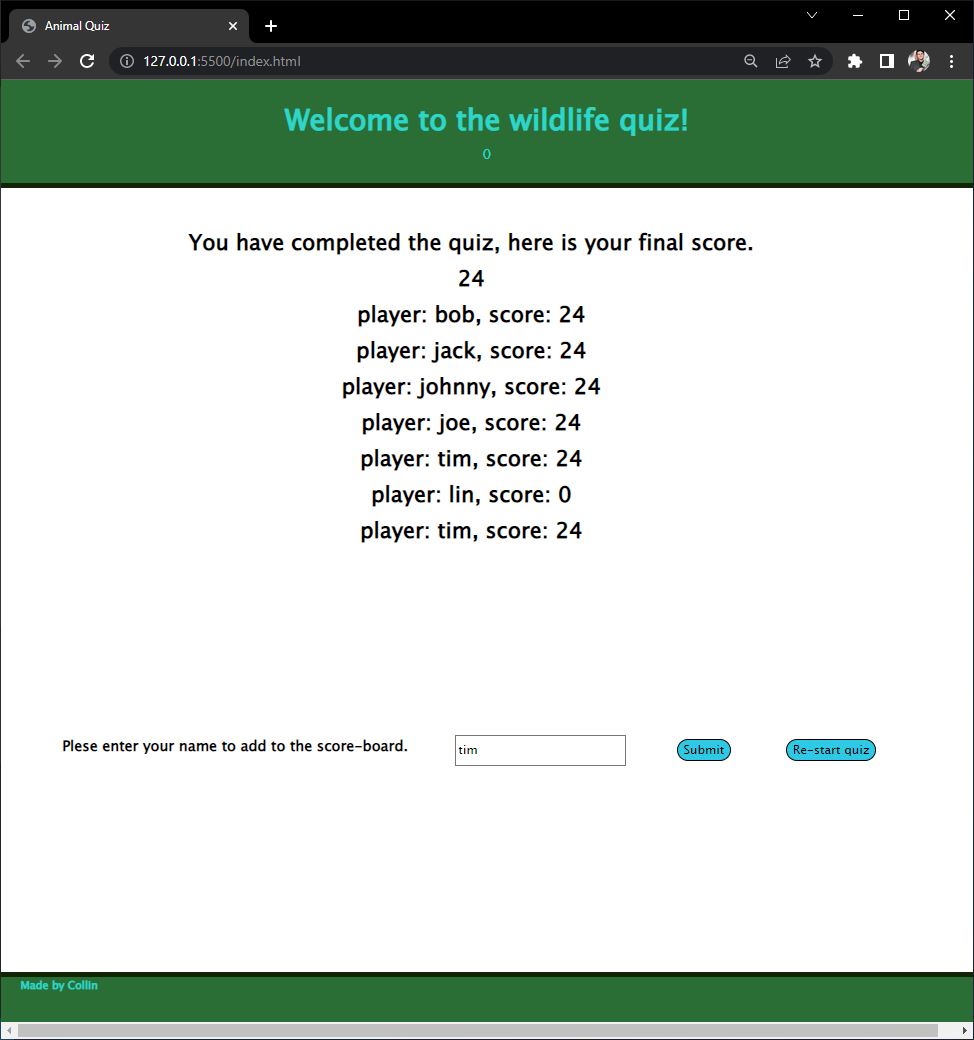 Animal Quiz
127.0.0.1:5500/index.html
Welcome to the wildlife quiz!
0
You have completed the quiz, here is your final score.
24
player: bob, score: 24
player: jack, score: 24
player: johnny, score: 24
player: joe, score: 24
player: tim, score: 24
player: lin, score: 0
player: tim, score: 24
Plese enter your name to add to the score-board. tim Submit Re-start quiz
Made by Collin